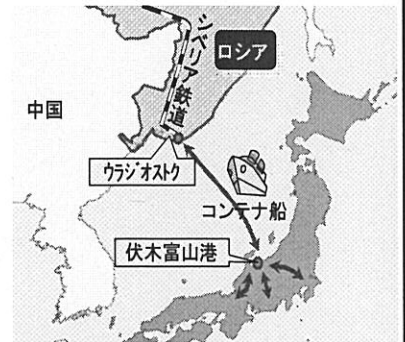 シベリア鉄道
ロシア
中国
ウラジオストク
コンテナ船
伏木富山港